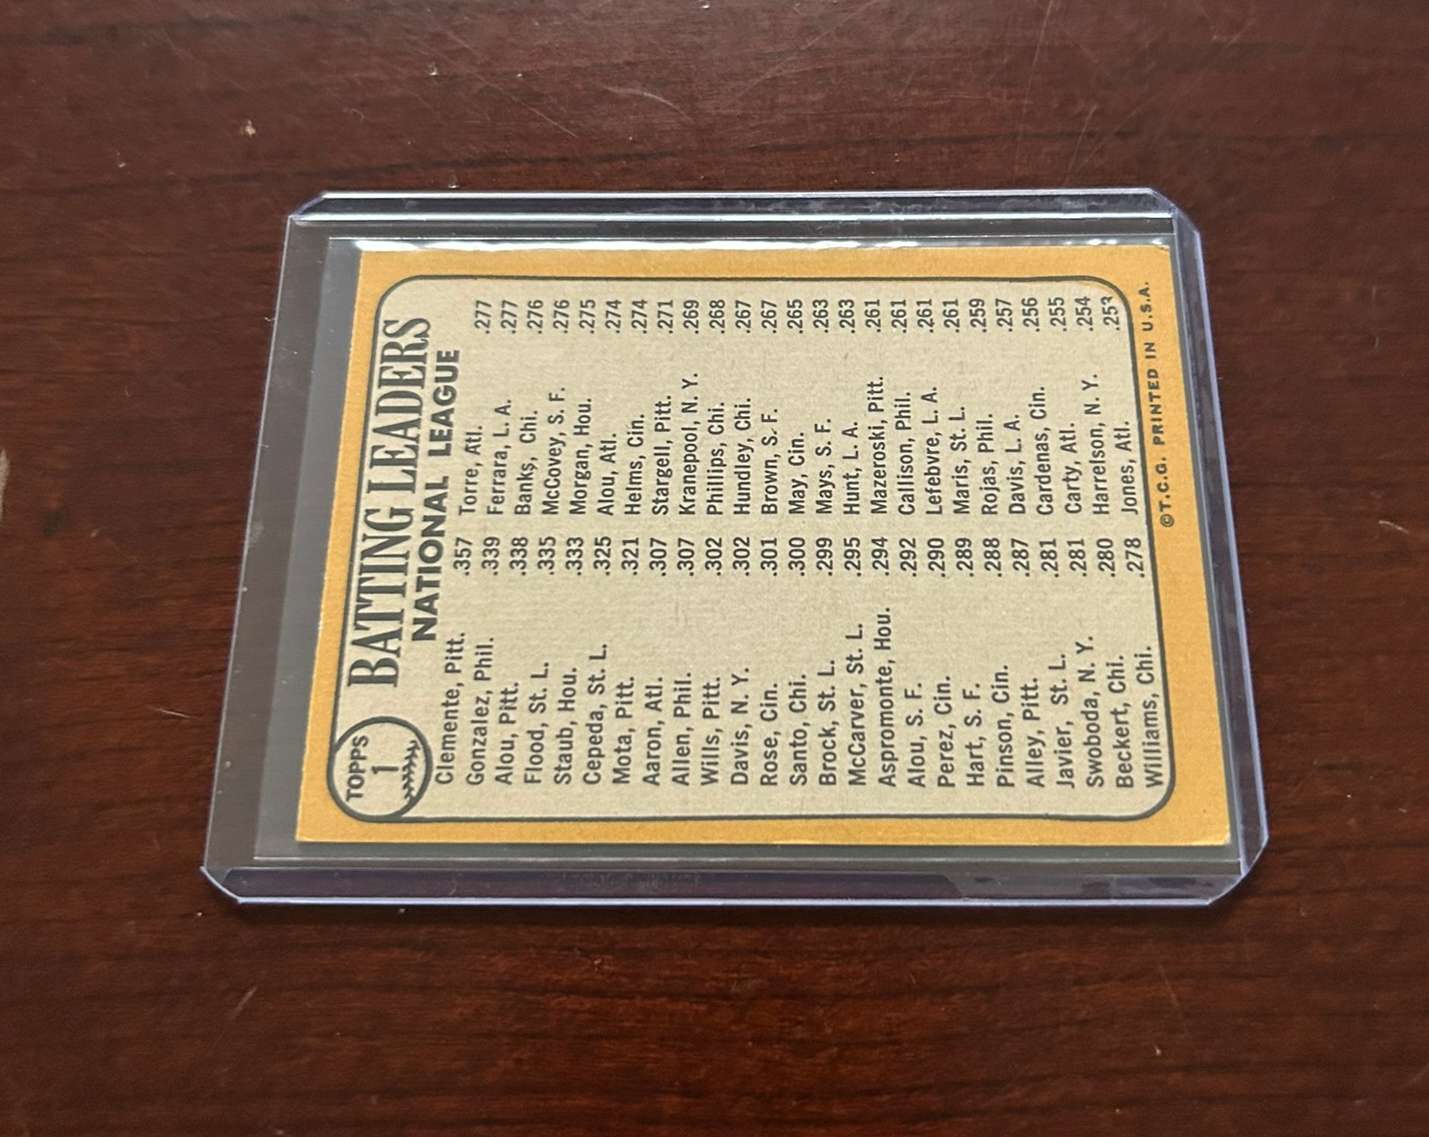 TOPPS
1
BATTING LEADERS
NATIONAL LEAGUE
Clemente, Pitt. .357 Torre, Atl. .277
Gonzalez, Phil. .339 Ferrara, L. A. .277
Alou, Pitt. .338 Banks, Chi. .276
Flood, St. L. .335 McCovey, S. F. .276
Staub, Hou. .333 Morgan, Hou. .275
Cepeda, St. L. .325 Alou, Atl. .274
Mota, Pitt. .321 Helms, Cin. .274
Aaron, Atl. .307 Stargell, Pitt. .271
Allen, Phil. .307 Kranepool, N. Y. .269
Wills, Pitt. .302 Phillips, Chi. .268
Davis, N. Y. .302 Hundley, Chi. .267
Rose, Cin. .301 Brown, S. F. .267
Santo, Chi. .300 May, Cin. .265
Brock, St. L. .299 Mays, S. F. .263
McCarver, St. L. .295 Hunt, L. A. .263
Aspromonte, Hou. .294 Mazeroski, Pitt. .261
Alou, S. F. .292 Callison, Phil. .261
Perez, Cin. .290 Lefebvre, L. A. .261
Hart, S. F. .289 Maris, St. L. .261
Pinson, Cin. .288 Rojas, Phil. .259
Alley, Pitt. .287 Davis, L. A. .257
Javier, St. L. .281 Cardenas, Cin. .256
Swoboda, N. Y. .281 Carty, Atl. .255
Beckert, Chi. .280 Harrelson, N. Y. .254
Williams, Chi. .278 Jones, Atl. .253
©T.C.G. PRINTED IN U.S.A.